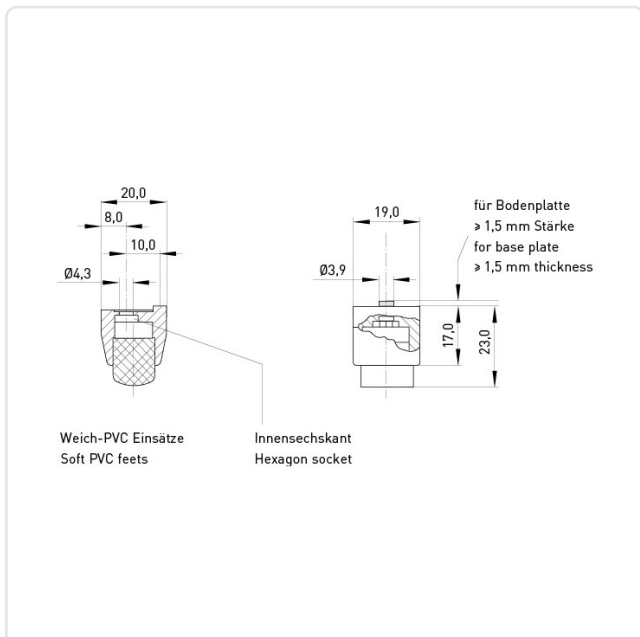 20,0
8,0
10,0
Ø4,3
Weich-PVC Einsätze
Soft PVC feets
Innensechskant
Hexagon socket
19,0
Ø3,9
für Bodenplatte
≥ 1,5 mm Stärke
for base plate
≥ 1,5 mm thickness
17,0
23,0